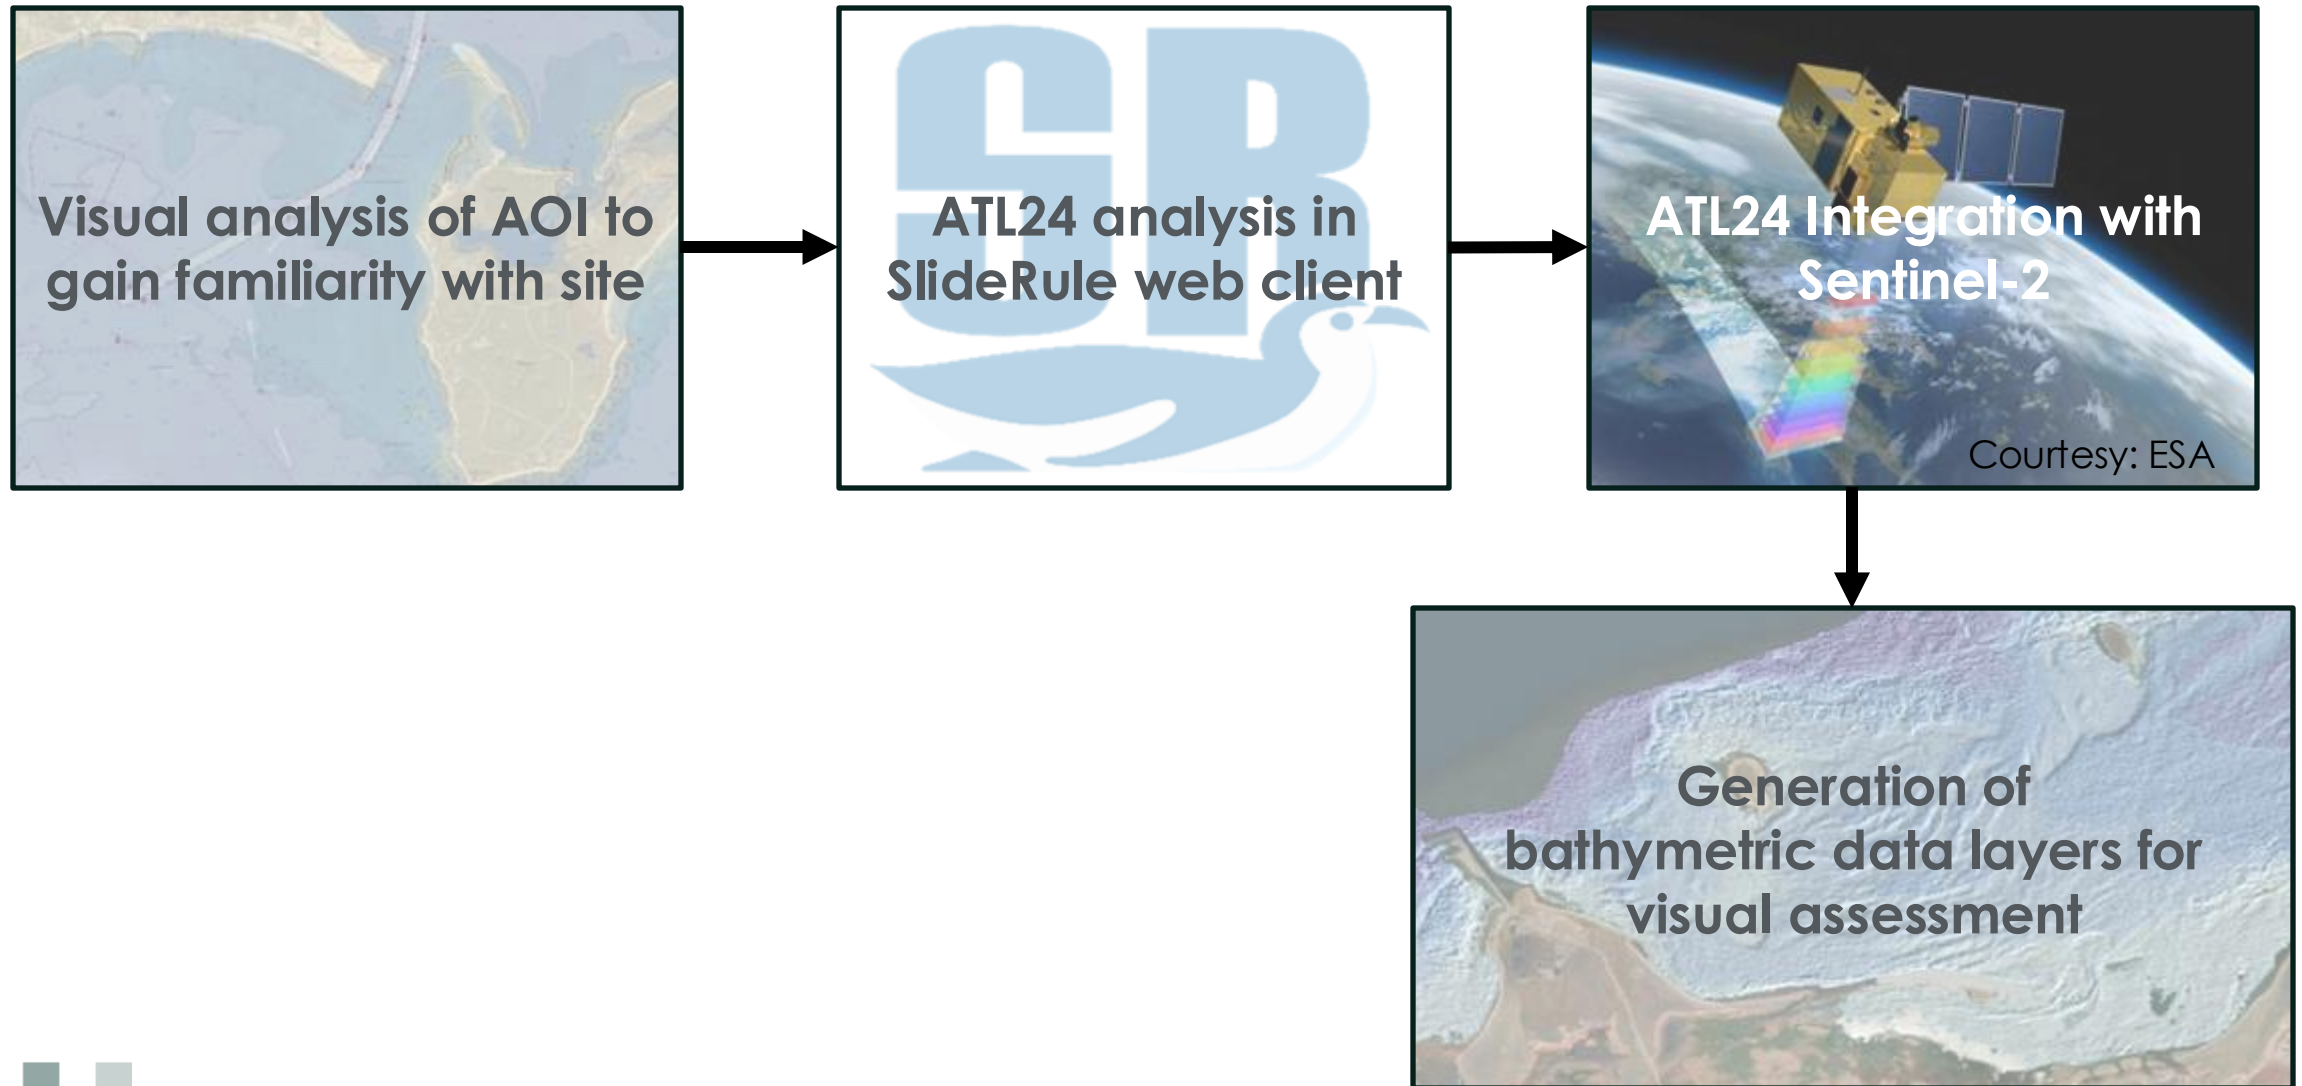 Visual analysis of AOI to
gain familiarity with site
SR
ATL24 analysis in
SlideRule web client
ATL24 Integration with
Sentinel-2
Courtesy: ESA
Generation of
bathymetric data layers for
visual assessment